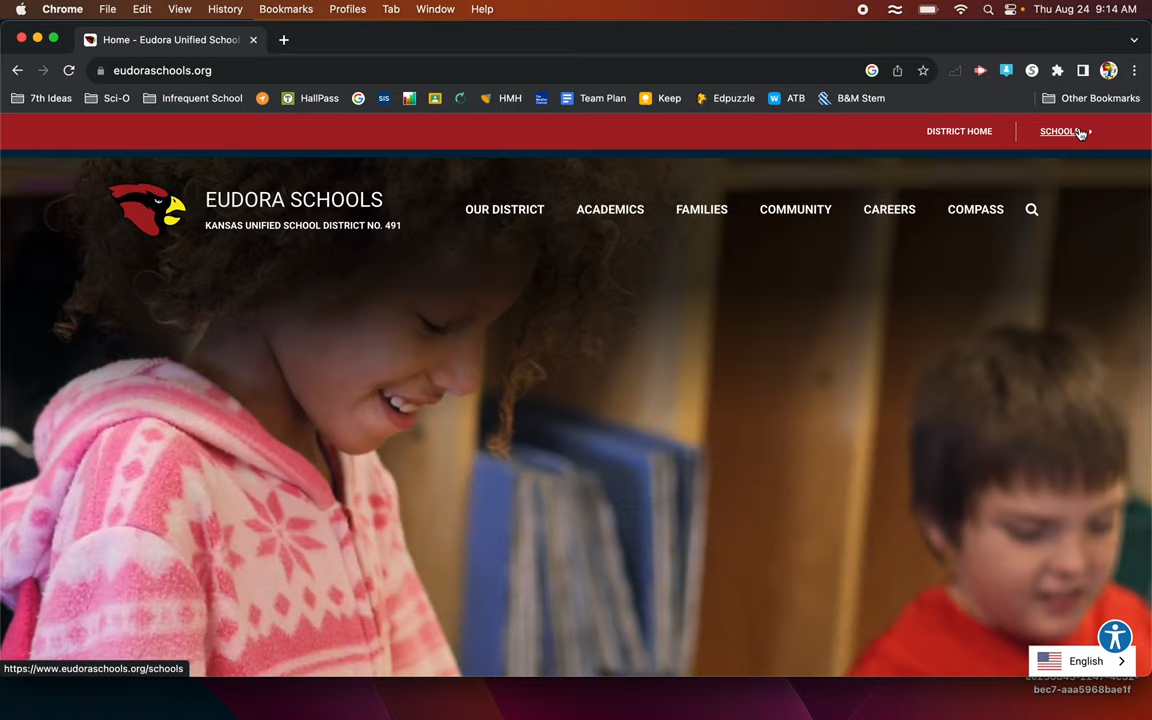 Chrome File Edit View History Bookmarks Profiles Tab Window Help Thu Aug 24 9:14 AM
Home - Eudora Unified School
eudoraschools.org
7th Ideas Sci-O Infrequent School HallPass SIS HMH Team Plan Keep Edpuzzle ATB B&M Stem Other Bookmarks
DISTRICT HOME SCHOOLS
EUDORA SCHOOLS
KANSAS UNIFIED SCHOOL DISTRICT NO. 491
OUR DISTRICT ACADEMICS FAMILIES COMMUNITY CAREERS COMPASS
English
https://www.eudoraschools.org/schools
bec7-aaa5968bae1f